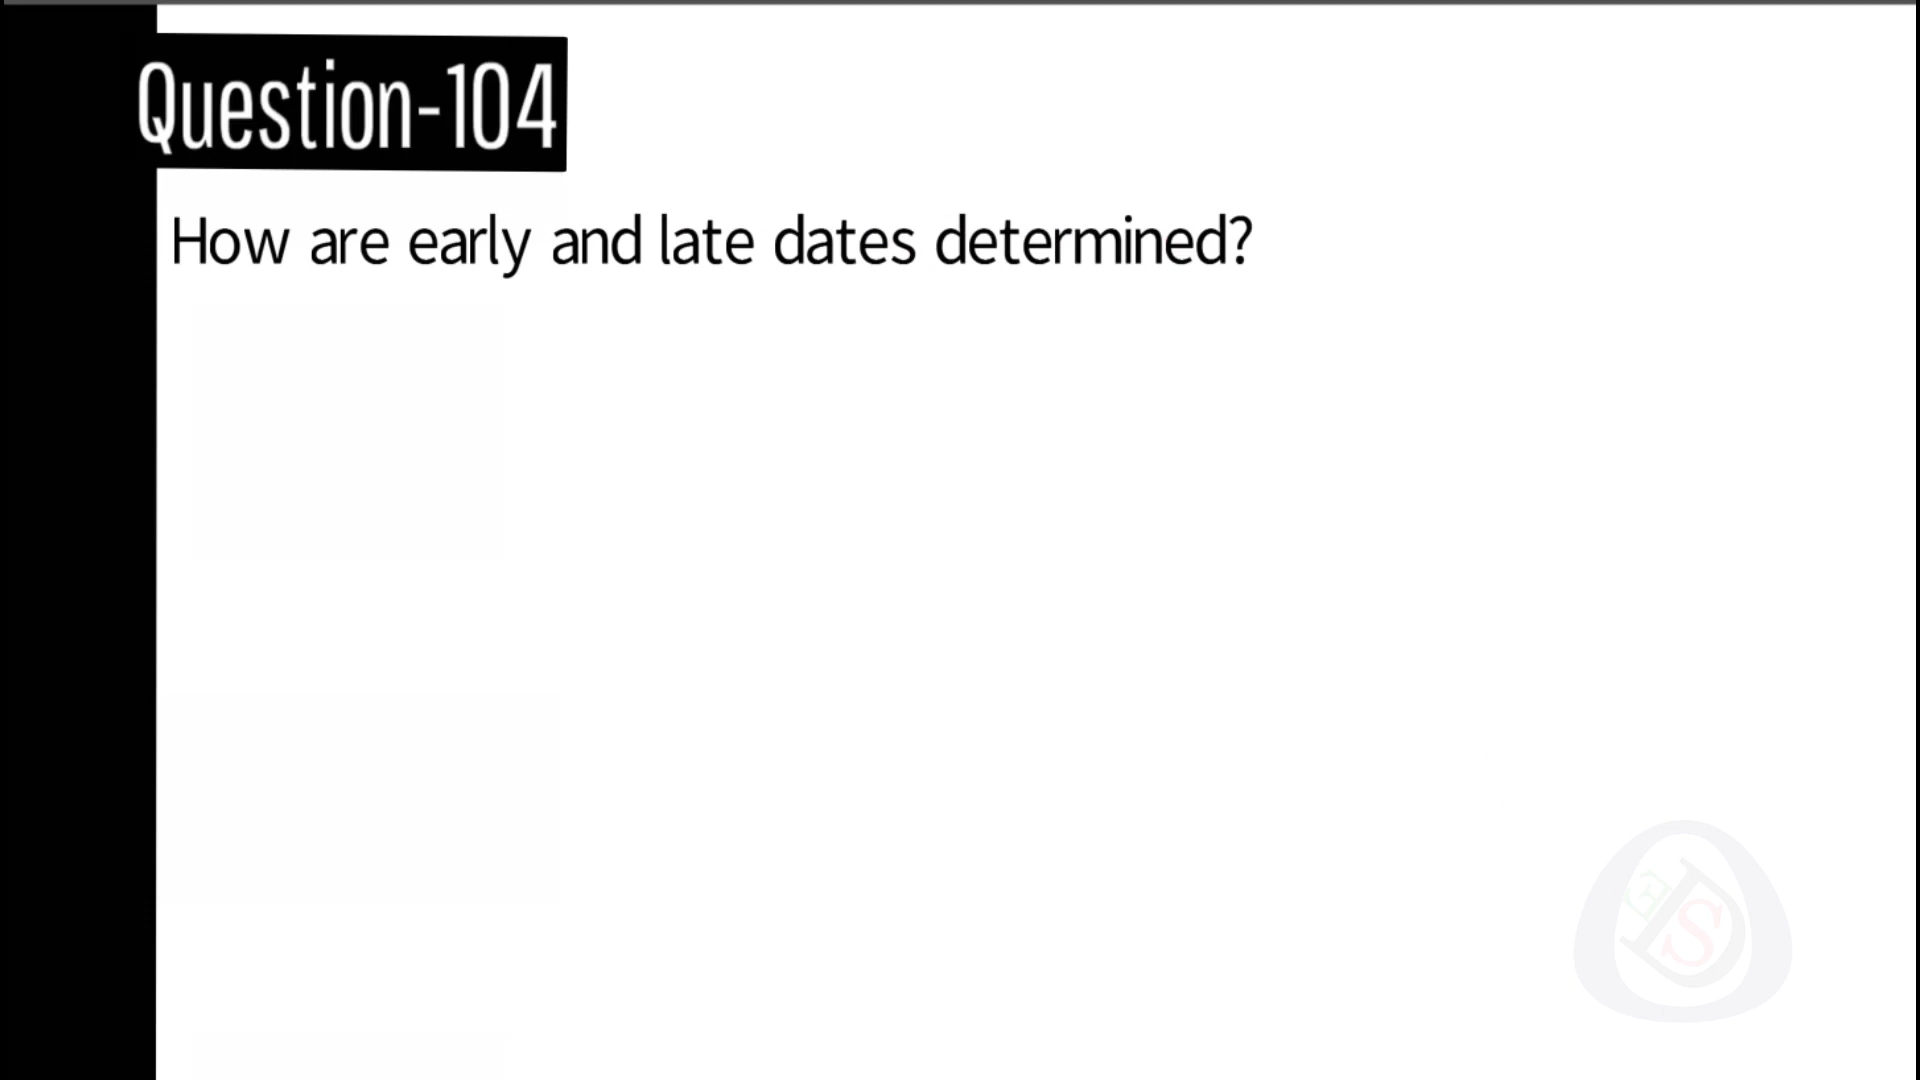 Question-104
How are early and late dates determined?